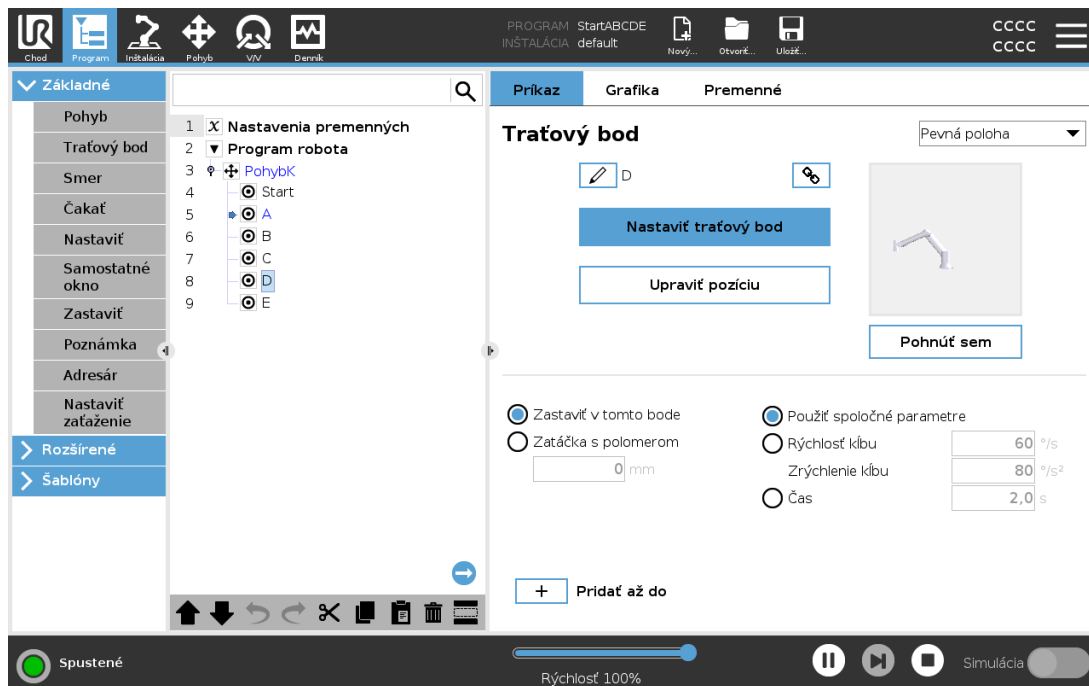 UR
Chod
Program
Inštalácia
Pohyb
V/V
Denník
PROGRAM StartABCDE
INŠTALÁCIA default
Nový...
Otvoriť...
Uložiť...
CCCC
CCCC
Základné
Pohyb
Traťový bod
Smer
Čakať
Nastaviť
Samostatné
okno
Zastaviť
Poznámka
Adresár
Nastaviť
zaťaženie
Rozšírené
Šablóny
1 X Nastavenia premenných
2 Program robota
3 PohybK
4 Start
5 A
6 B
7 C
8 D
9 E
Príkaz
Grafika
Premenné
Traťový bod
Pevná poloha
D
Nastaviť traťový bod
Upraviť pozíciu
Pohnúť sem
Zastaviť v tomto bode
Zatáčka s polomerom
0 mm
Použiť spoločné parametre
Rýchlosť kĺbu 60 °/s
Zrýchlenie kĺbu 80 °/s²
Čas 2,0 s
+ Pridať až do
Spustené
Rýchlosť 100%
Simulácia